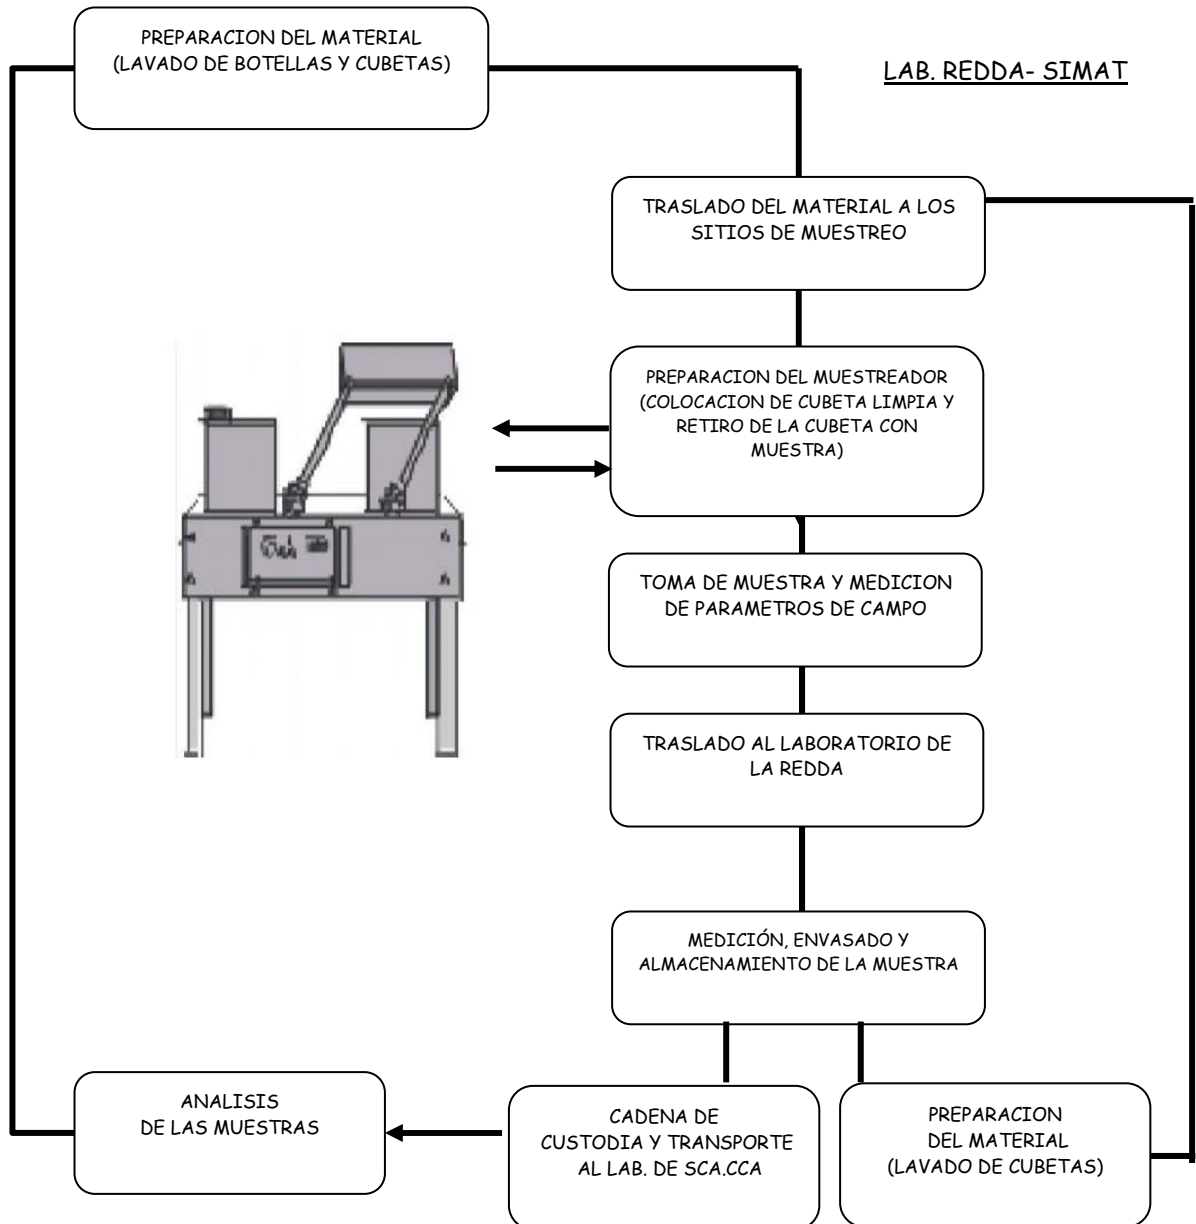 PREPARACION DEL MATERIAL
(LAVADO DE BOTELLAS Y CUBETAS)
LAB. REDDA- SIMAT
TRASLADO DEL MATERIAL A LOS
SITIOS DE MUESTREO
PREPARACION DEL MUESTREADOR
(COLOCACION DE CUBETA LIMPIA Y
RETIRO DE LA CUBETA CON
MUESTRA)
TOMA DE MUESTRA Y MEDICION
DE PARAMETROS DE CAMPO
TRASLADO AL LABORATORIO DE
LA REDDA
MEDICIÓN, ENVASADO Y
ALMACENAMIENTO DE LA MUESTRA
ANALISIS
DE LAS MUESTRAS
CADENA DE
CUSTODIA Y TRANSPORTE
AL LAB. DE SCA.CCA
PREPARACION
DEL MATERIAL
(LAVADO DE CUBETAS)